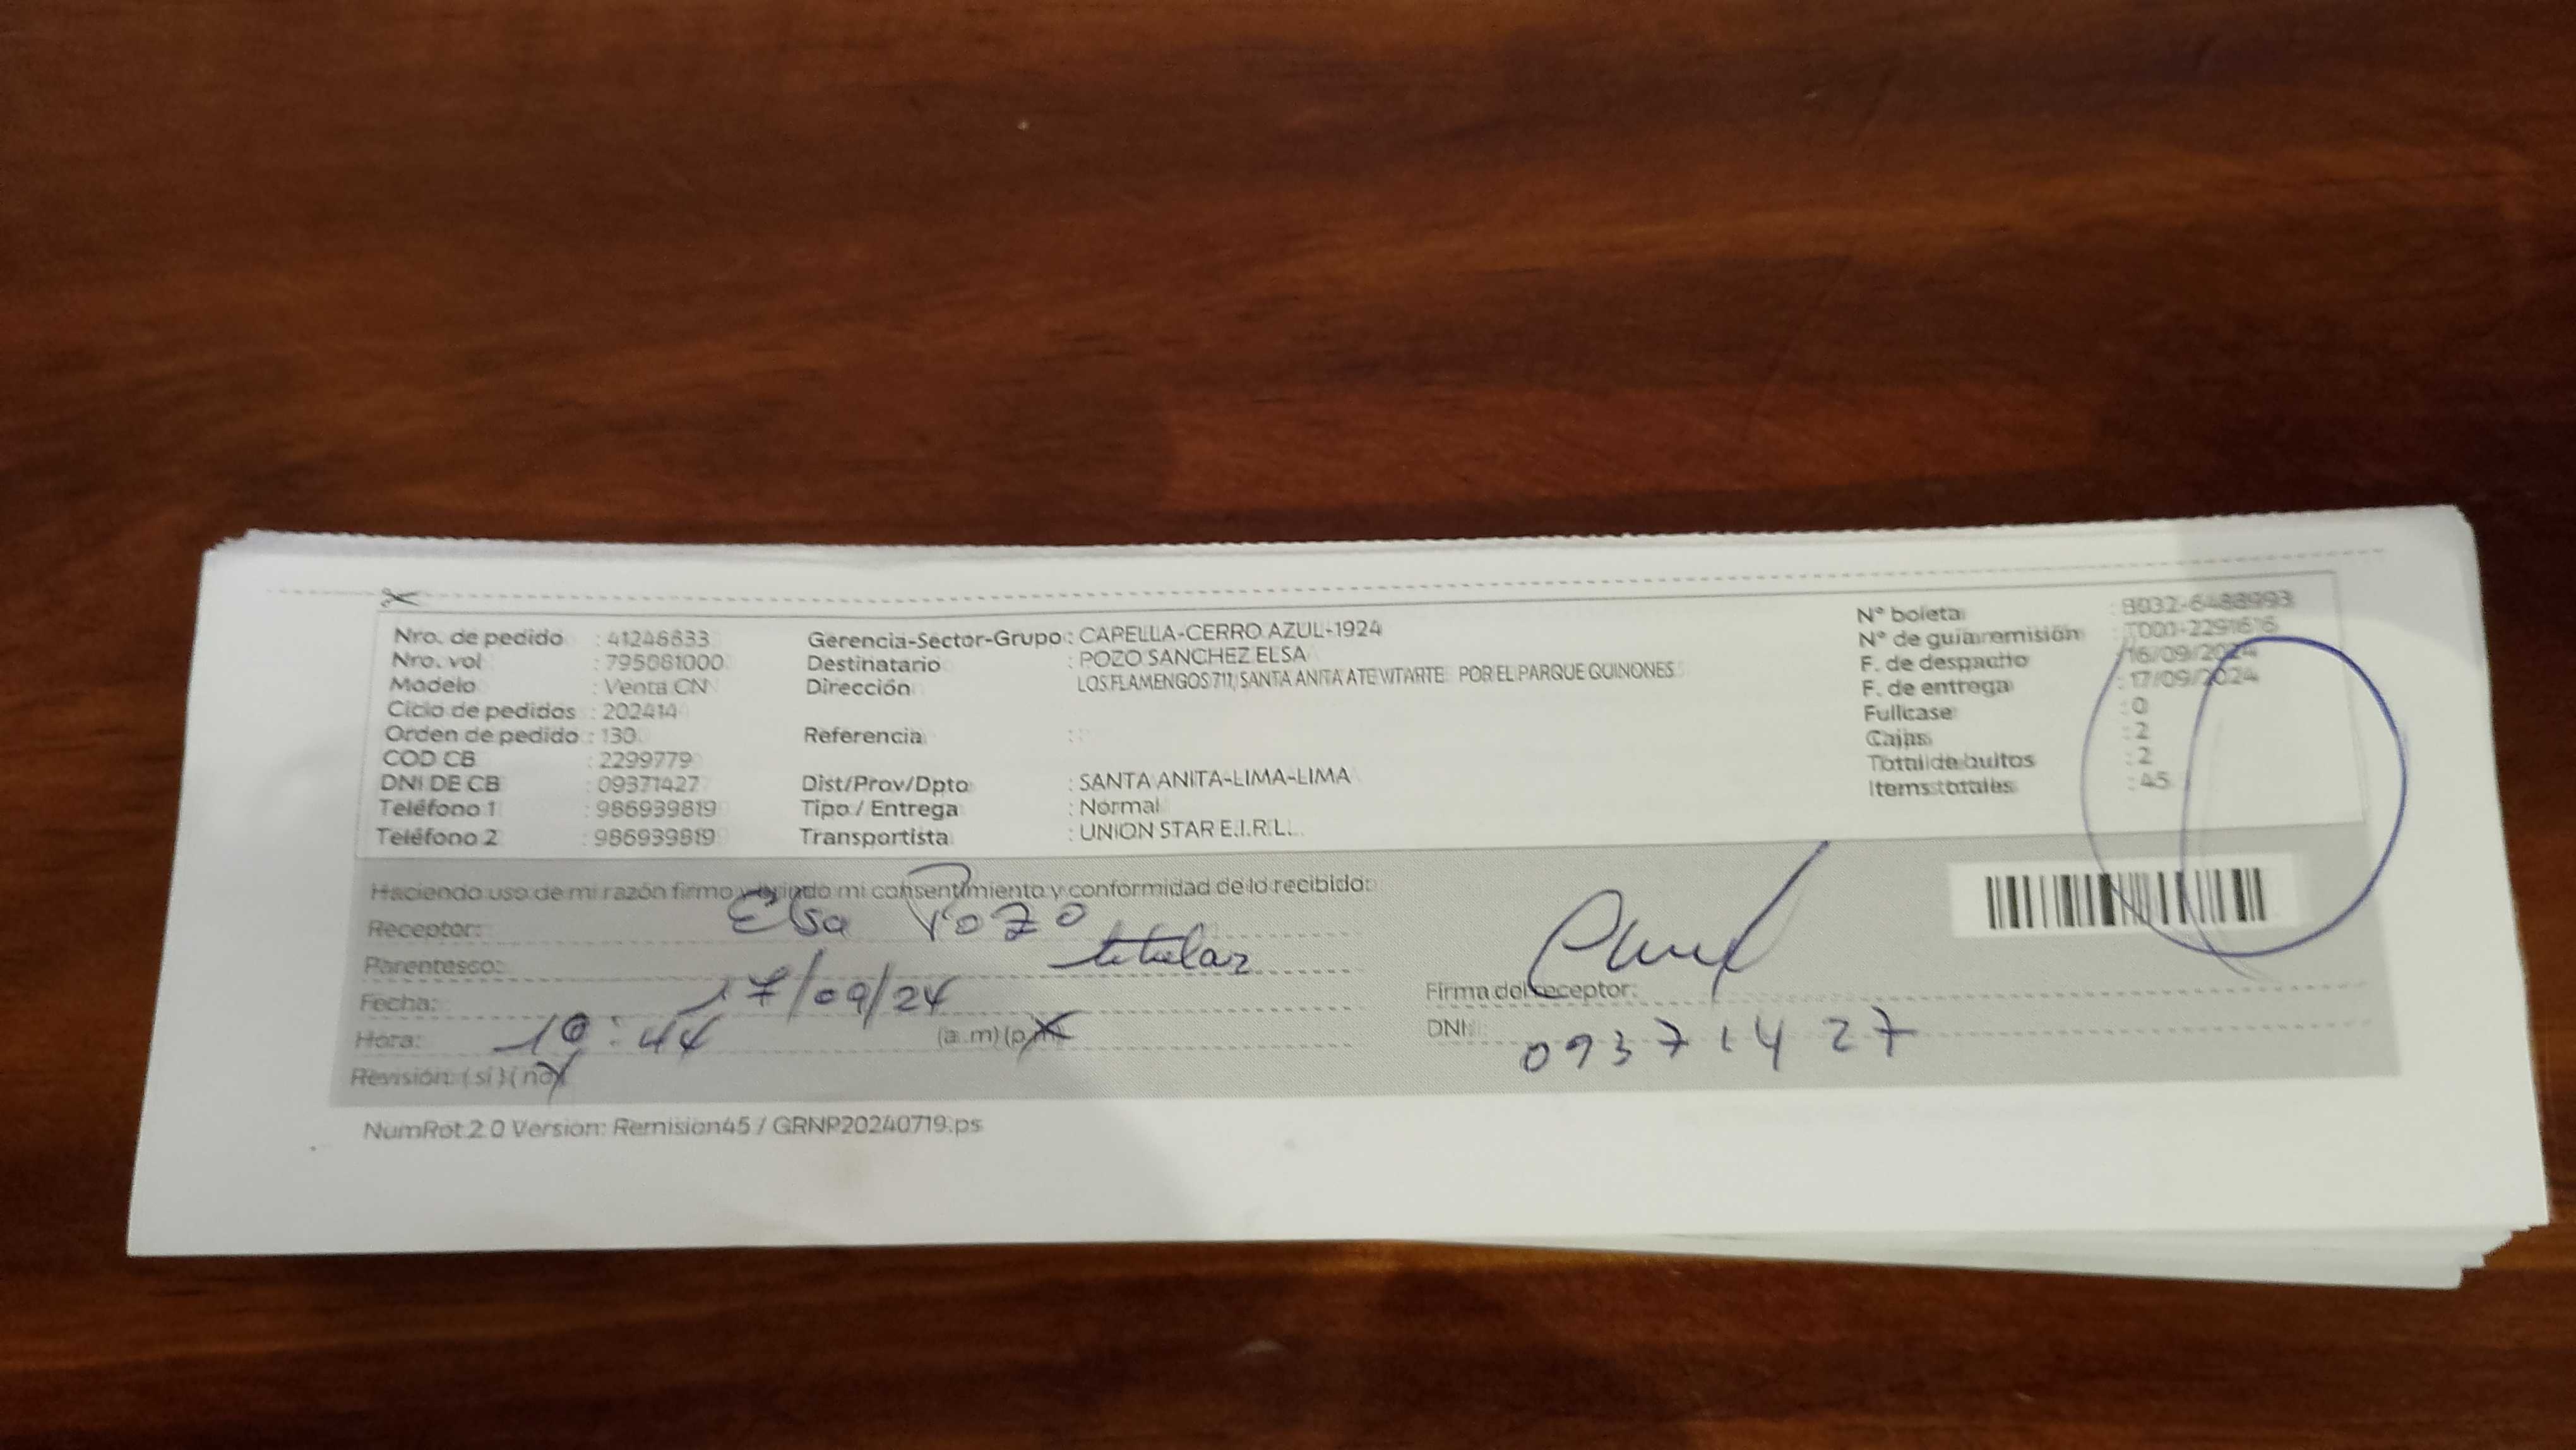 Nro. de pedido : 41246833
Nro. vol : 795081000
Modelo : Venta CN
Ciclo de pedidos : 202414
Orden de pedido : 130
COD CB : 2299779
DNI DE CB : 09371427
Teléfono 1 : 986939819
Teléfono 2 : 986939819
Gerencia-Sector-Grupo : CAPELLA-CERRO AZUL-1924
Destinatario : POZO SANCHEZ ELSA
Dirección : LOS FLAMENGOS 711, SANTA ANITA ATE VITARTE POR EL PARQUE QUINONES
Referencia :
Dist/Prov/Dpto : SANTA ANITA-LIMA-LIMA
Tipo / Entrega : Normal
Transportista : UNION STAR E.I.R.L.
N° boleta : B032-6488993
N° de guia remisión : T000-2291676
F. de despacho : 16/09/2024
F. de entrega : 17/09/2024
Fullcase : 0
Cajas : 2
Total de bultos : 2
Items totales : 45
Haciendo uso de mi razón firmo y brindo mi consentimiento y conformidad de lo recibido:
Receptor: Elsa Pozo
Parentesco: titular
Fecha: 17/09/24
Hora: 10:44 (a.m) (p.m)
Revisión: (si) (no)
Firma del receptor:
DNI: 09371427
NumRot 2.0 Version: Remision45 / GRNP20240719.ps